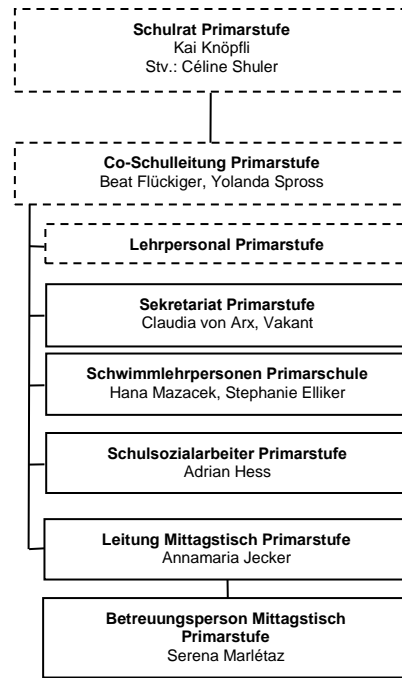 Schulrat Primarstufe
Kai Knöpfli
Stv.: Céline Shuler
Co-Schulleitung Primarstufe
Beat Flückiger, Yolanda Spross
Lehrpersonal Primarstufe
Sekretariat Primarstufe
Claudia von Arx, Vakant
Schwimmlehrpersonen Primarschule
Hana Mazacek, Stephanie Elliker
Schulsozialarbeiter Primarstufe
Adrian Hess
Leitung Mittagstisch Primarstufe
Annamaria Jecker
Betreuungsperson Mittagstisch
Primarstufe
Serena Marlétaz